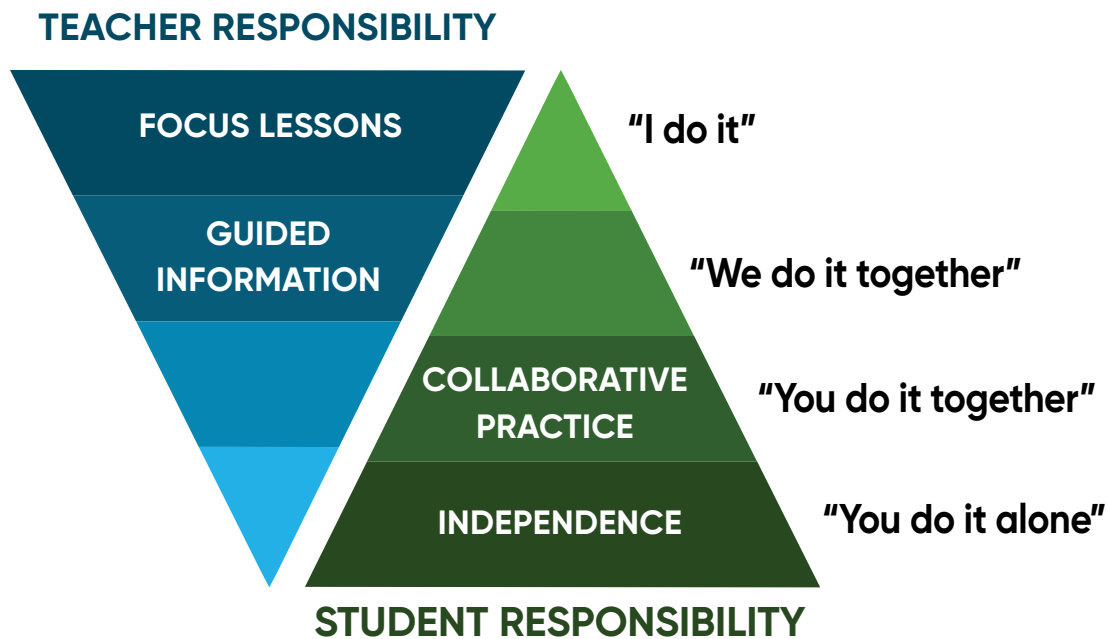 TEACHER RESPONSIBILITY
FOCUS LESSONS
“I do it”
GUIDED
INFORMATION
“We do it together”
COLLABORATIVE
PRACTICE
“You do it together”
INDEPENDENCE
“You do it alone”
STUDENT RESPONSIBILITY